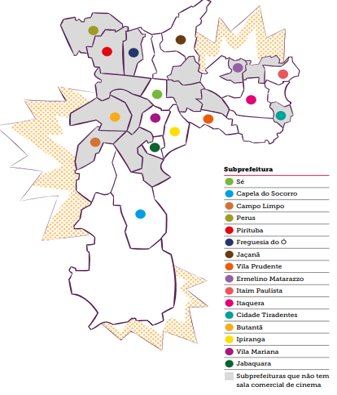 Subprefeitura
Sé
Capela do Socorro
Campo Limpo
Perus
Pirituba
Freguesia do Ó
Jaçanã
Vila Prudente
Ermelino Matarazzo
Itaim Paulista
Itaquera
Cidade Tiradentes
Butantã
Ipiranga
Vila Mariana
Jabaquara
Subprefeituras que não tem
sala comercial de cinema